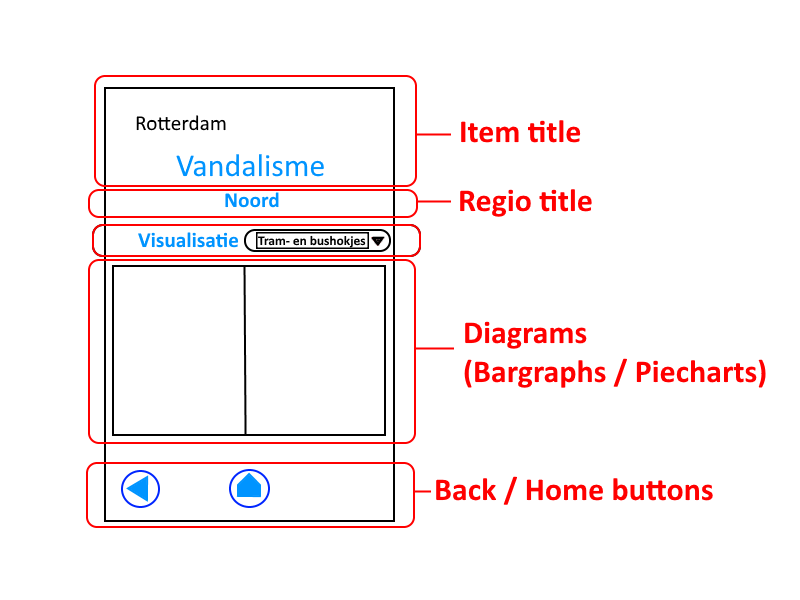 Rotterdam
Vandalisme
Item title
Noord
Regio title
Visualisatie Tram- en bushokjes
Diagrams
(Bargraphs / Piecharts)
Back / Home buttons